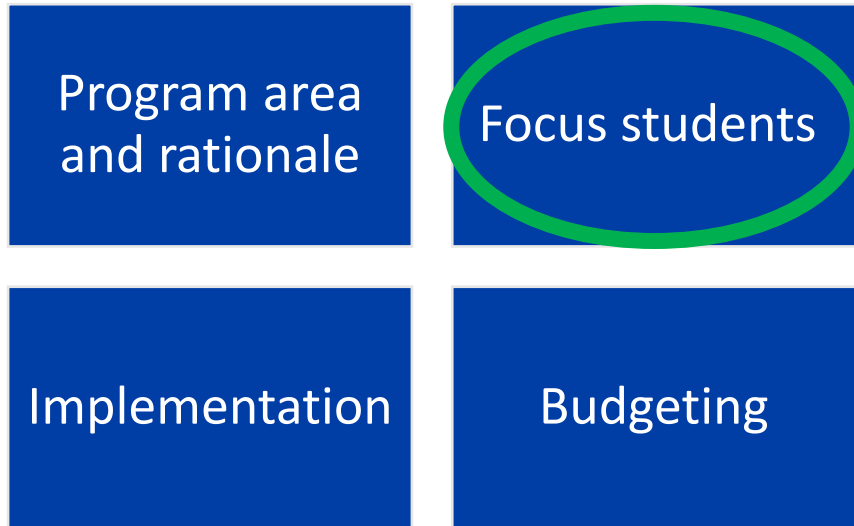 Program area
and rationale
Focus students
Implementation
Budgeting